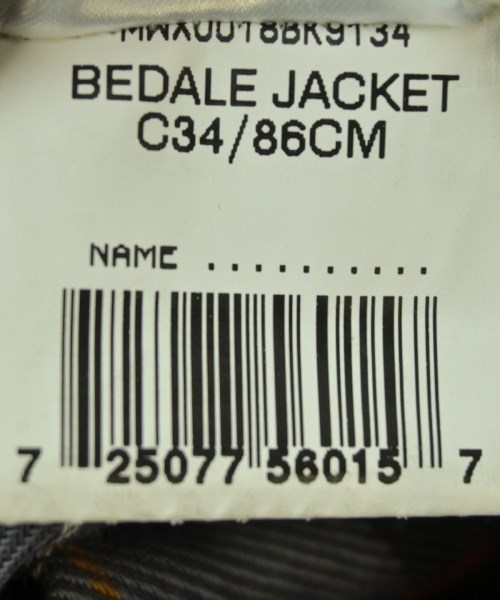 MWX0018BK9134
BEDALE JACKET
C34/86CM
NAME ..........
7 25077 56015 7